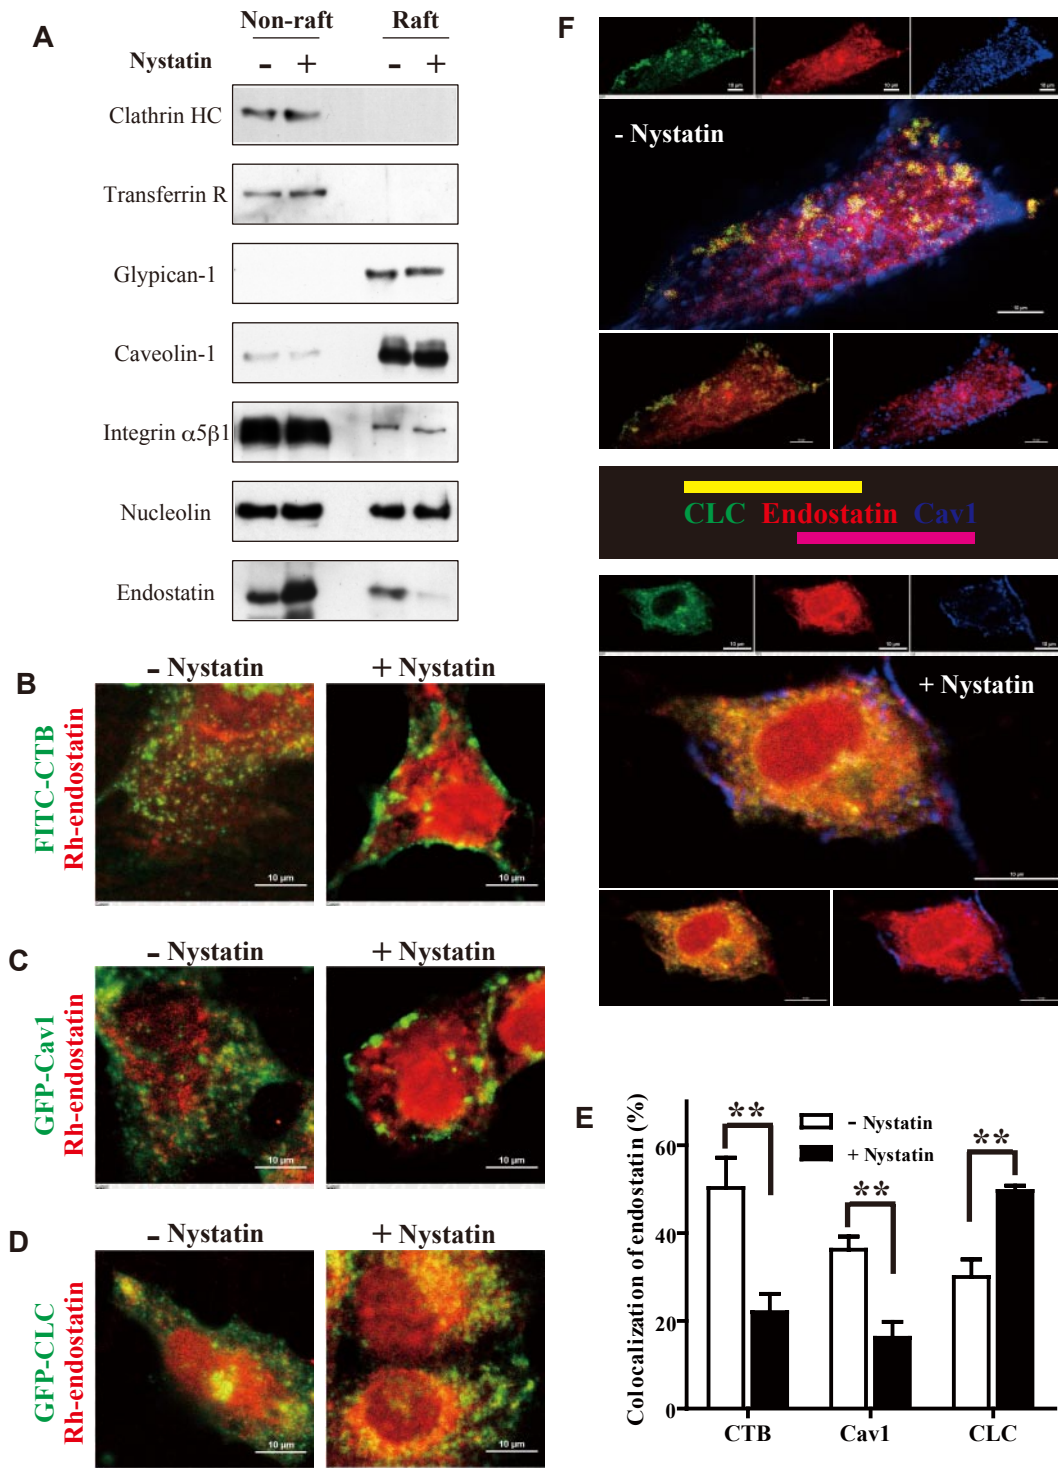 A
Non-raft Raft
Nystatin - + - +
Clathrin HC
Transferrin R
Glypican-1
Caveolin-1
Integrin α5β1
Nucleolin
Endostatin
B
- Nystatin + Nystatin
FITC-CTB
Rh-endostatin
10 µm 10 µm
C
- Nystatin + Nystatin
GFP-Cav1
Rh-endostatin
10 µm 10 µm
D
- Nystatin + Nystatin
GFP-CLC
Rh-endostatin
10 µm 10 µm
F
- Nystatin
CLC Endostatin Cav1
+ Nystatin
E
Colocalization of endostatin (%)
60
40
20
0
- Nystatin
+ Nystatin
** ** **
CTB Cav1 CLC